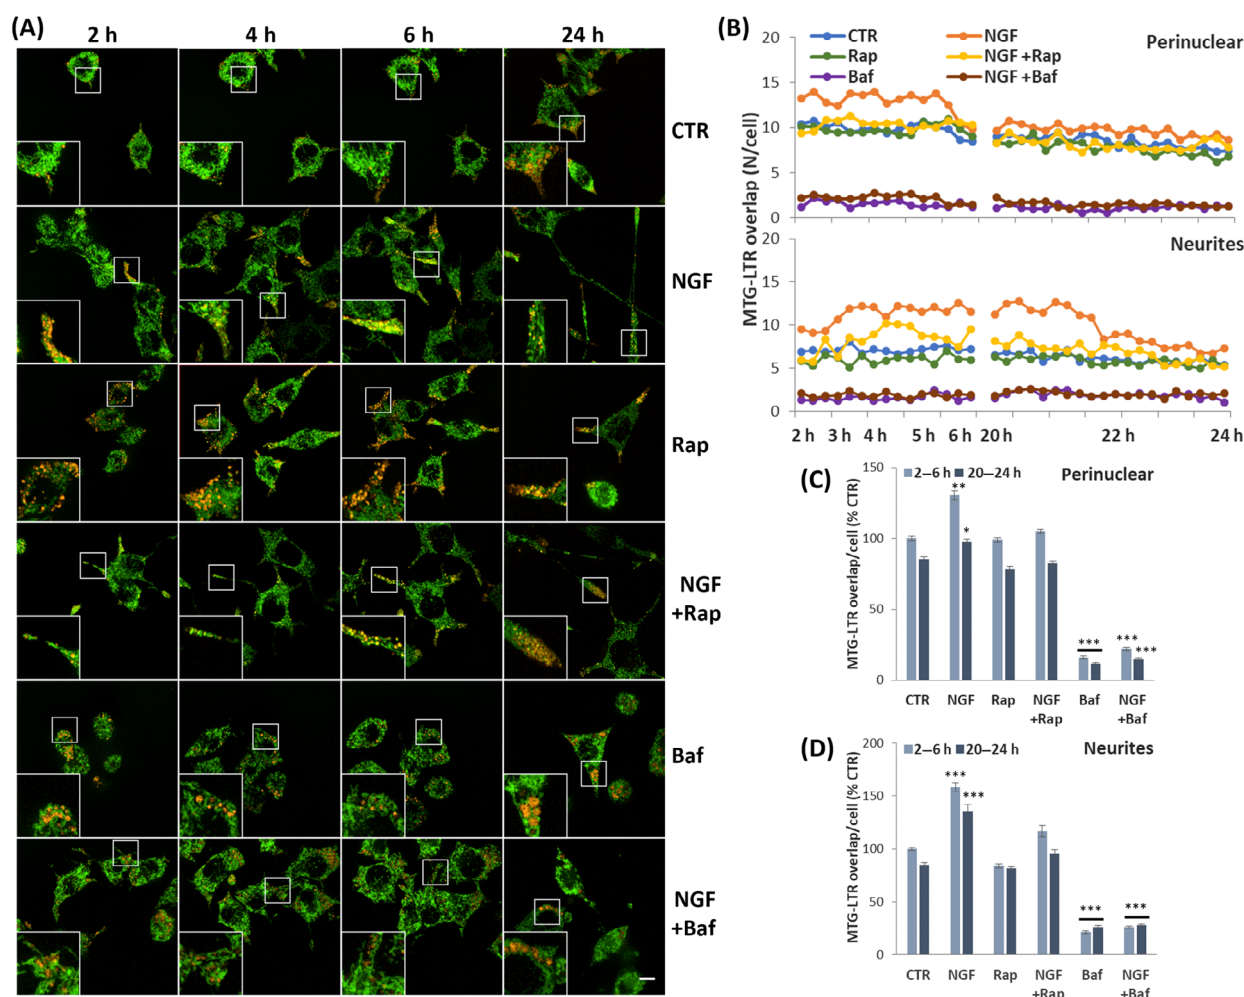 (A)
2 h 4 h 6 h 24 h
CTR
NGF
Rap
NGF
+Rap
Baf
NGF
+Baf
(B)
MTG-LTR overlap (N/cell)
CTR NGF
Rap NGF +Rap
Baf NGF +Baf
Perinuclear
20
15
10
5
0
Neurites
20
15
10
5
0
2 h 3 h 4 h 5 h 6 h 20 h 22 h 24 h
(C)
2–6 h 20–24 h
Perinuclear
MTG-LTR overlap/cell (% CTR)
150
100
50
0
** * *** *** ***
CTR NGF Rap NGF +Rap Baf NGF +Baf
(D)
2–6 h 20–24 h
Neurites
MTG-LTR overlap/cell (% CTR)
200
150
100
50
0
*** *** *** ***
CTR NGF Rap NGF +Rap Baf NGF +Baf